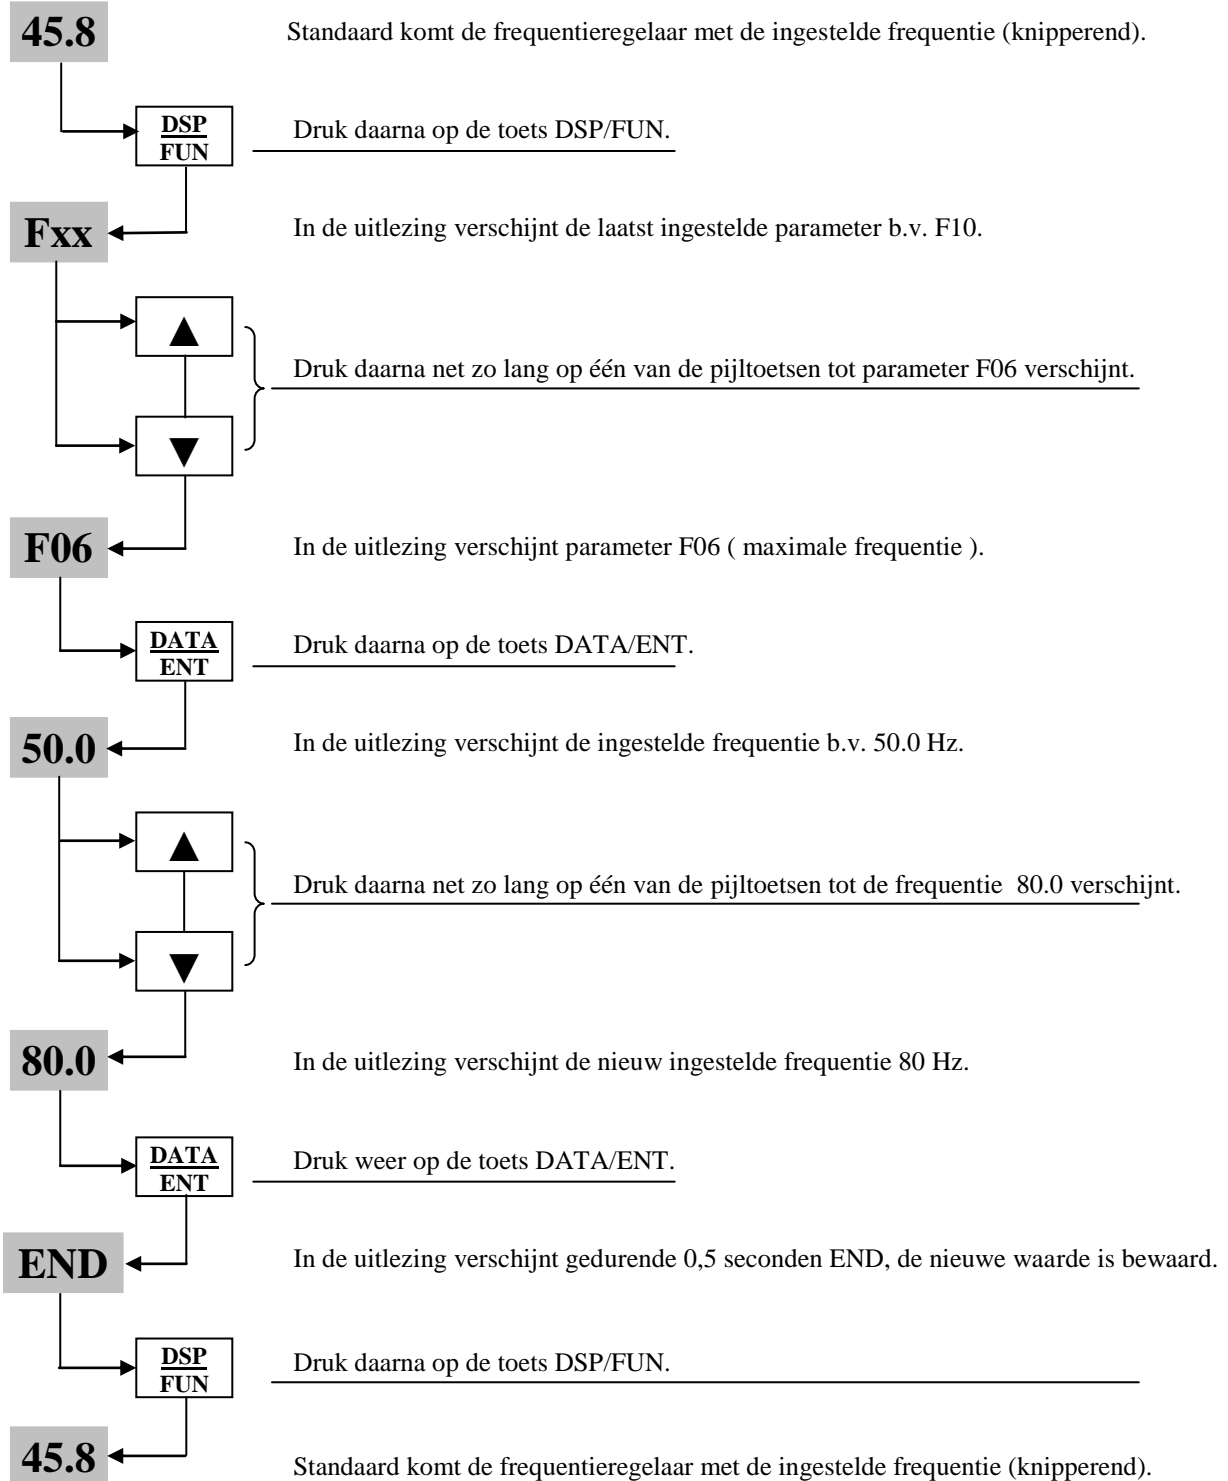 45.8
Standaard komt de frequentieregelaar met de ingestelde frequentie (knipperend).
DSP
FUN
Druk daarna op de toets DSP/FUN.
Fxx
In de uitlezing verschijnt de laatst ingestelde parameter b.v. F10.
▲
Druk daarna net zo lang op één van de pijltoetsen tot parameter F06 verschijnt.
▼
F06
In de uitlezing verschijnt parameter F06 ( maximale frequentie ).
DATA
ENT
Druk daarna op de toets DATA/ENT.
50.0
In de uitlezing verschijnt de ingestelde frequentie b.v. 50.0 Hz.
▲
Druk daarna net zo lang op één van de pijltoetsen tot de frequentie  80.0 verschijnt.
▼
80.0
In de uitlezing verschijnt de nieuw ingestelde frequentie 80 Hz.
DATA
ENT
Druk weer op de toets DATA/ENT.
END
In de uitlezing verschijnt gedurende 0,5 seconden END, de nieuwe waarde is bewaard.
DSP
FUN
Druk daarna op de toets DSP/FUN.
45.8
Standaard komt de frequentieregelaar met de ingestelde frequentie (knipperend).